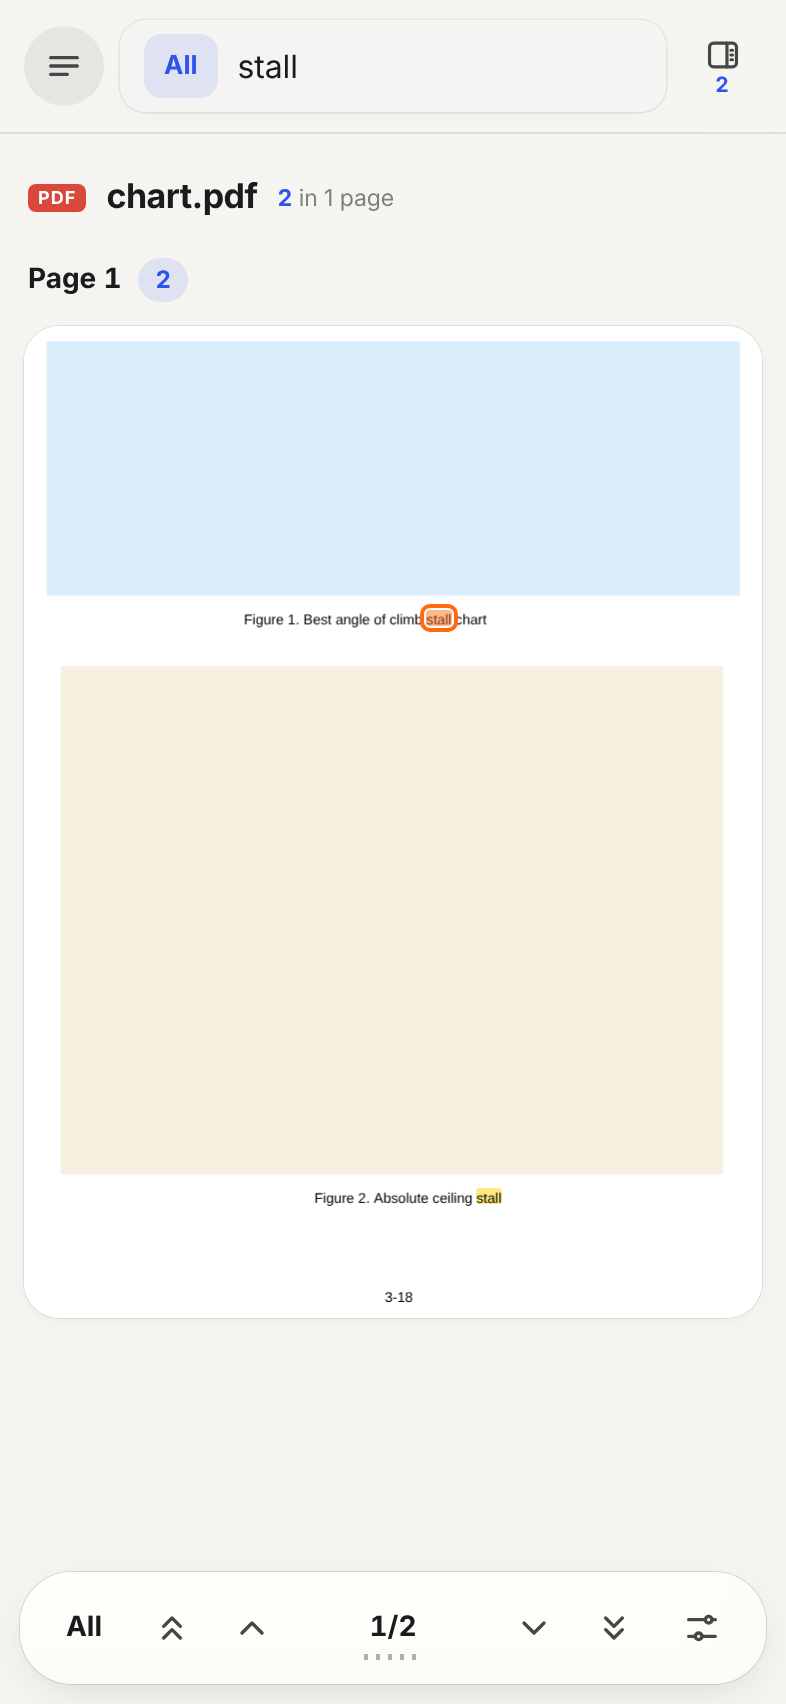 All stall
2
PDF chart.pdf 2 in 1 page
Page 1 2
Figure 1. Best angle of climb stall chart
Figure 2. Absolute ceiling stall
3-18
All 1/2